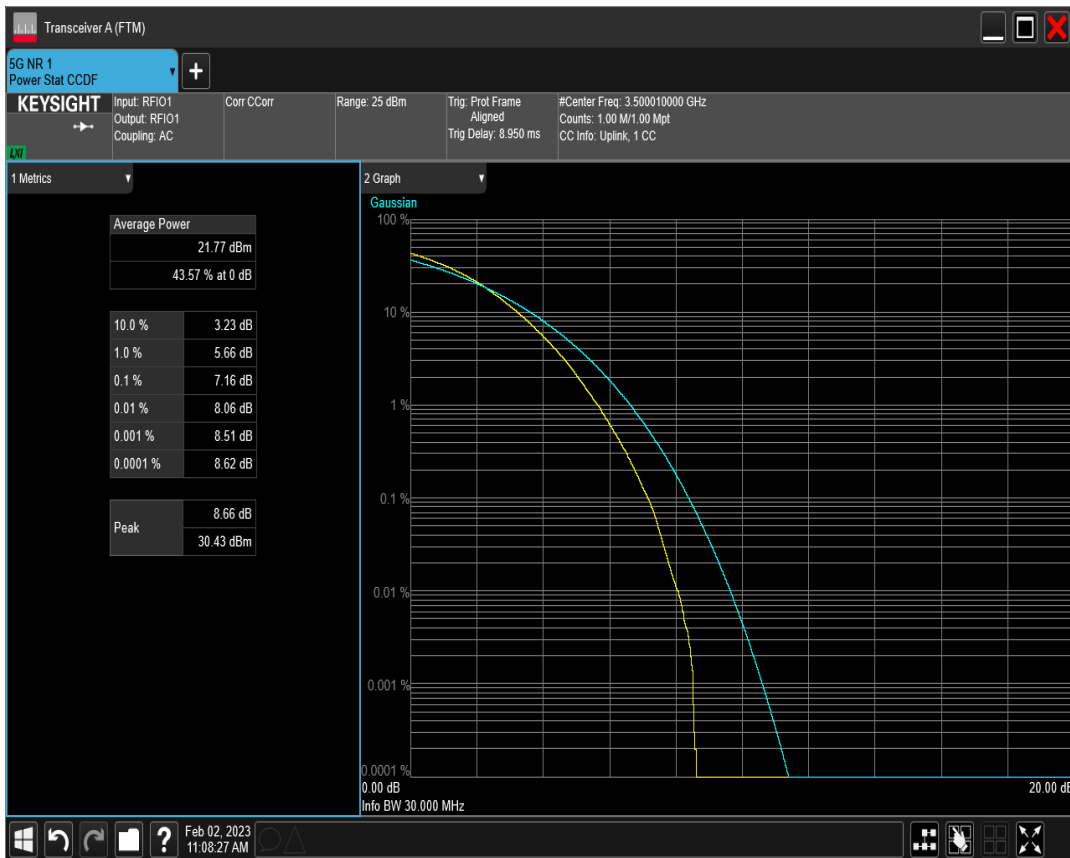 Transceiver A (FTM)
5G NR 1
Power Stat CCDF
+
KEYSIGHT
LXI
Input: RFIO1
Output: RFIO1
Coupling: AC
Corr CCorr
Range: 25 dBm
Trig: Prot Frame
Aligned
Trig Delay: 8.950 ms
#Center Freq: 3.500010000 GHz
Counts: 1.00 M/1.00 Mpt
CC Info: Uplink, 1 CC
1 Metrics
Average Power
21.77 dBm
43.57 % at 0 dB
10.0 % 3.23 dB
1.0 % 5.66 dB
0.1 % 7.16 dB
0.01 % 8.06 dB
0.001 % 8.51 dB
0.0001 % 8.62 dB
Peak
8.66 dB
30.43 dBm
2 Graph
Gaussian
100 %
10 %
1 %
0.1 %
0.01 %
0.001 %
0.0001 %
0.00 dB 20.00 dB
Info BW 30.000 MHz
?
Feb 02, 2023
11:08:27 AM